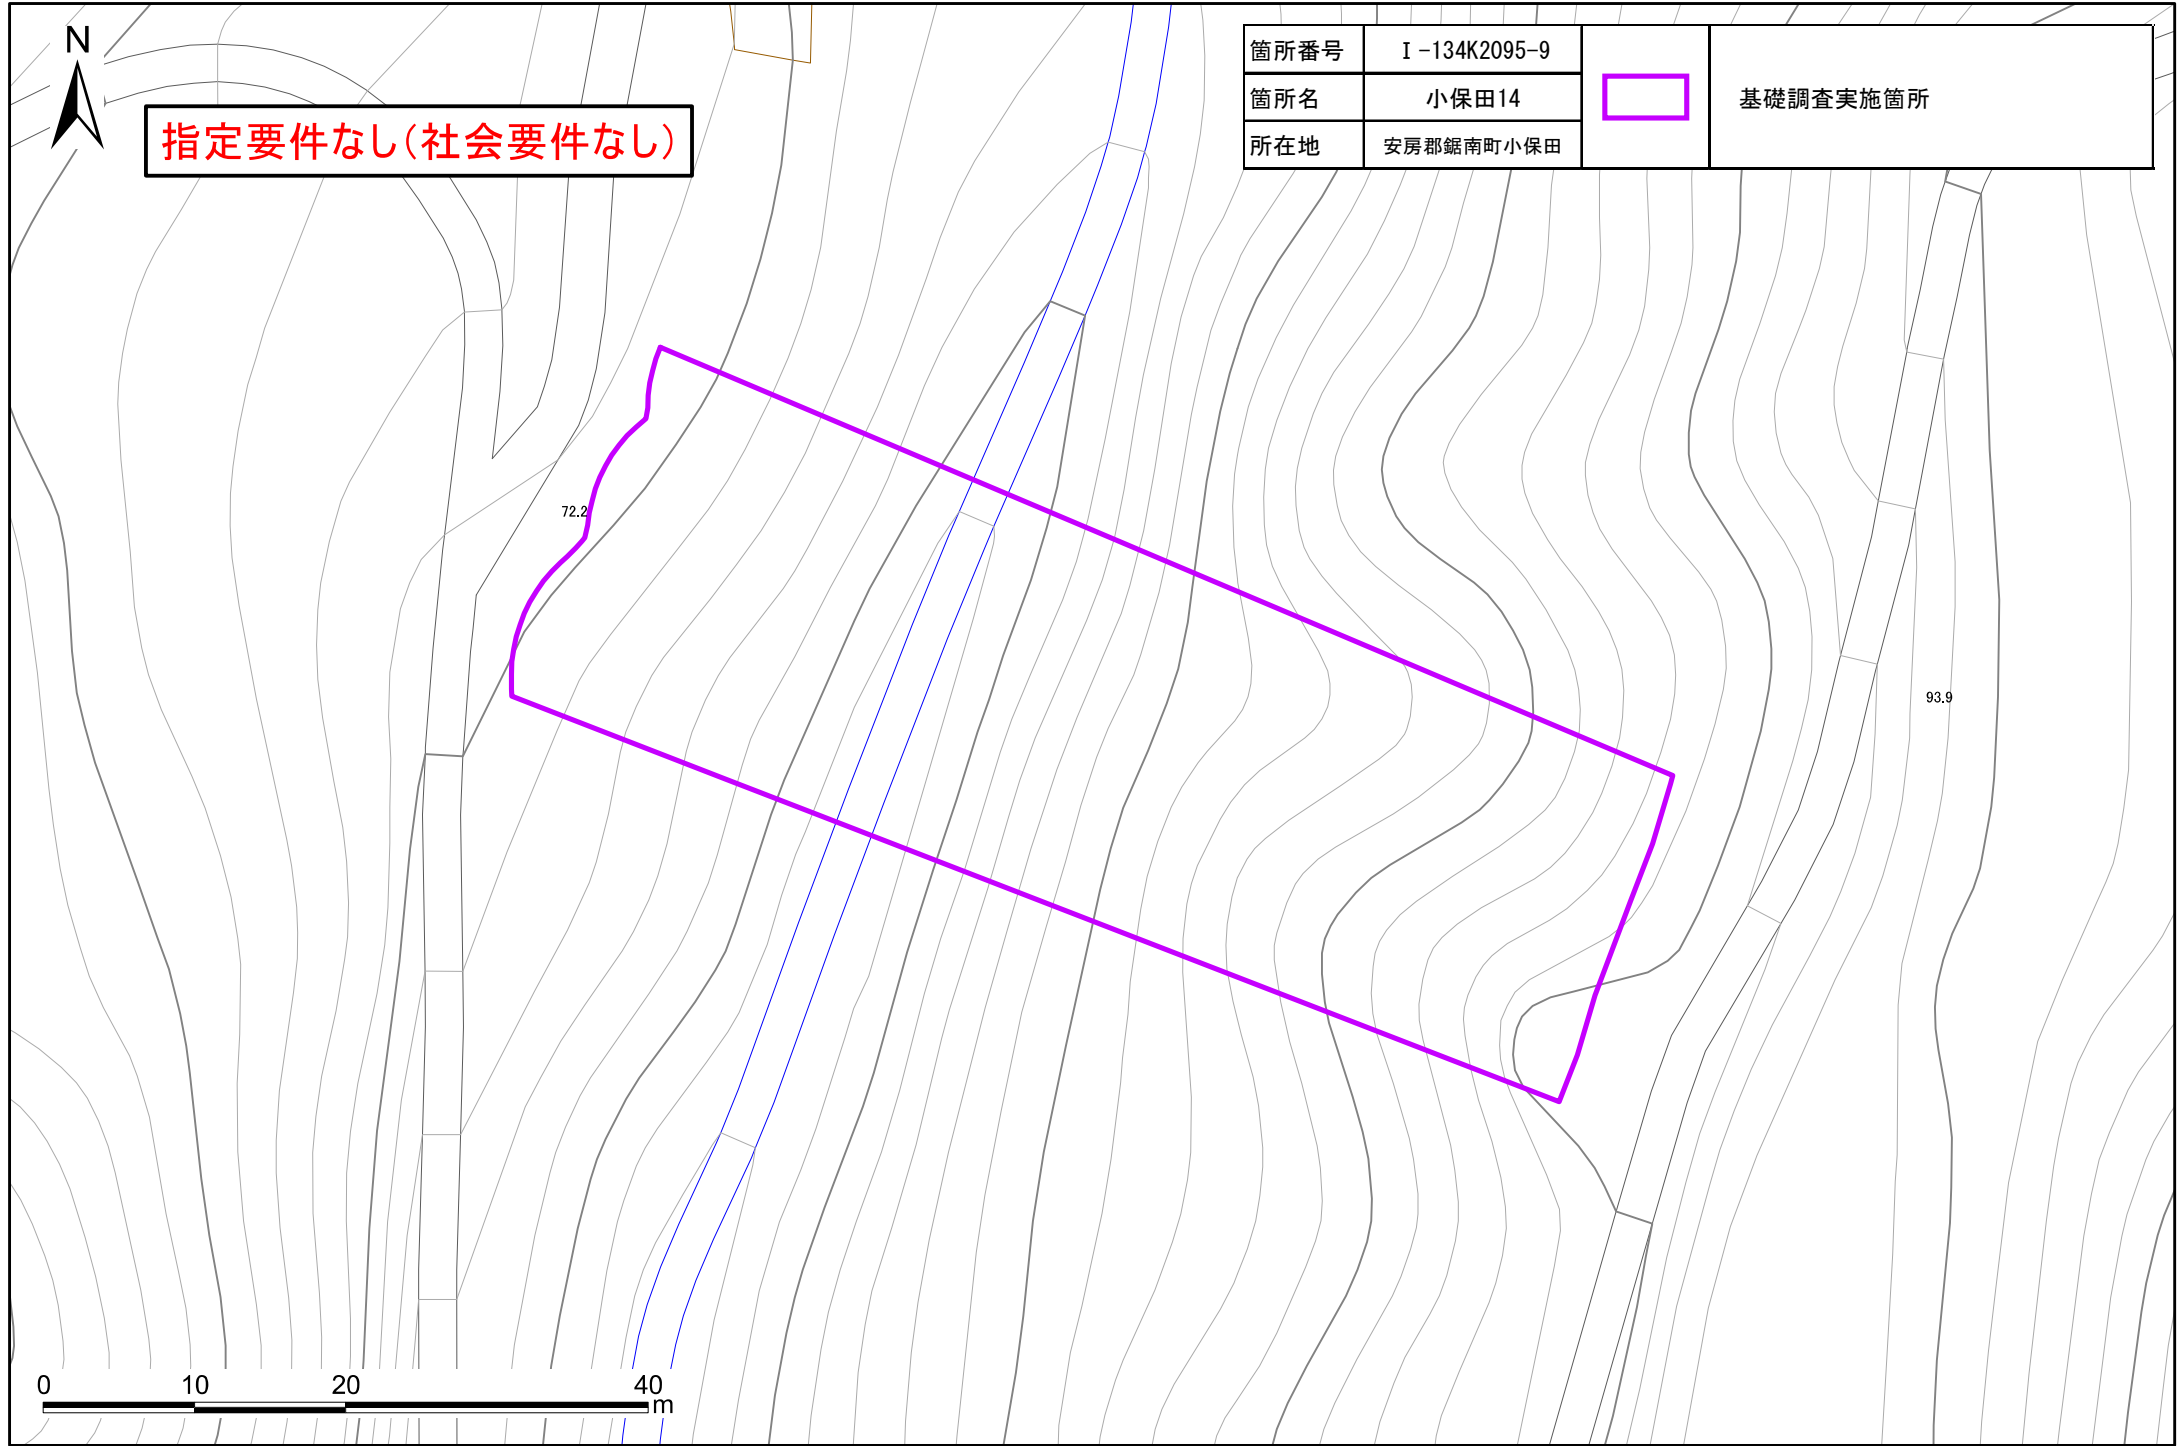 N
指定要件なし(社会要件なし)
箇所番号 Ⅰ-134K2095-9
箇所名 小保田14
所在地 安房郡鋸南町小保田
基礎調査実施箇所
72.2
93.9
0 10 20 40
m